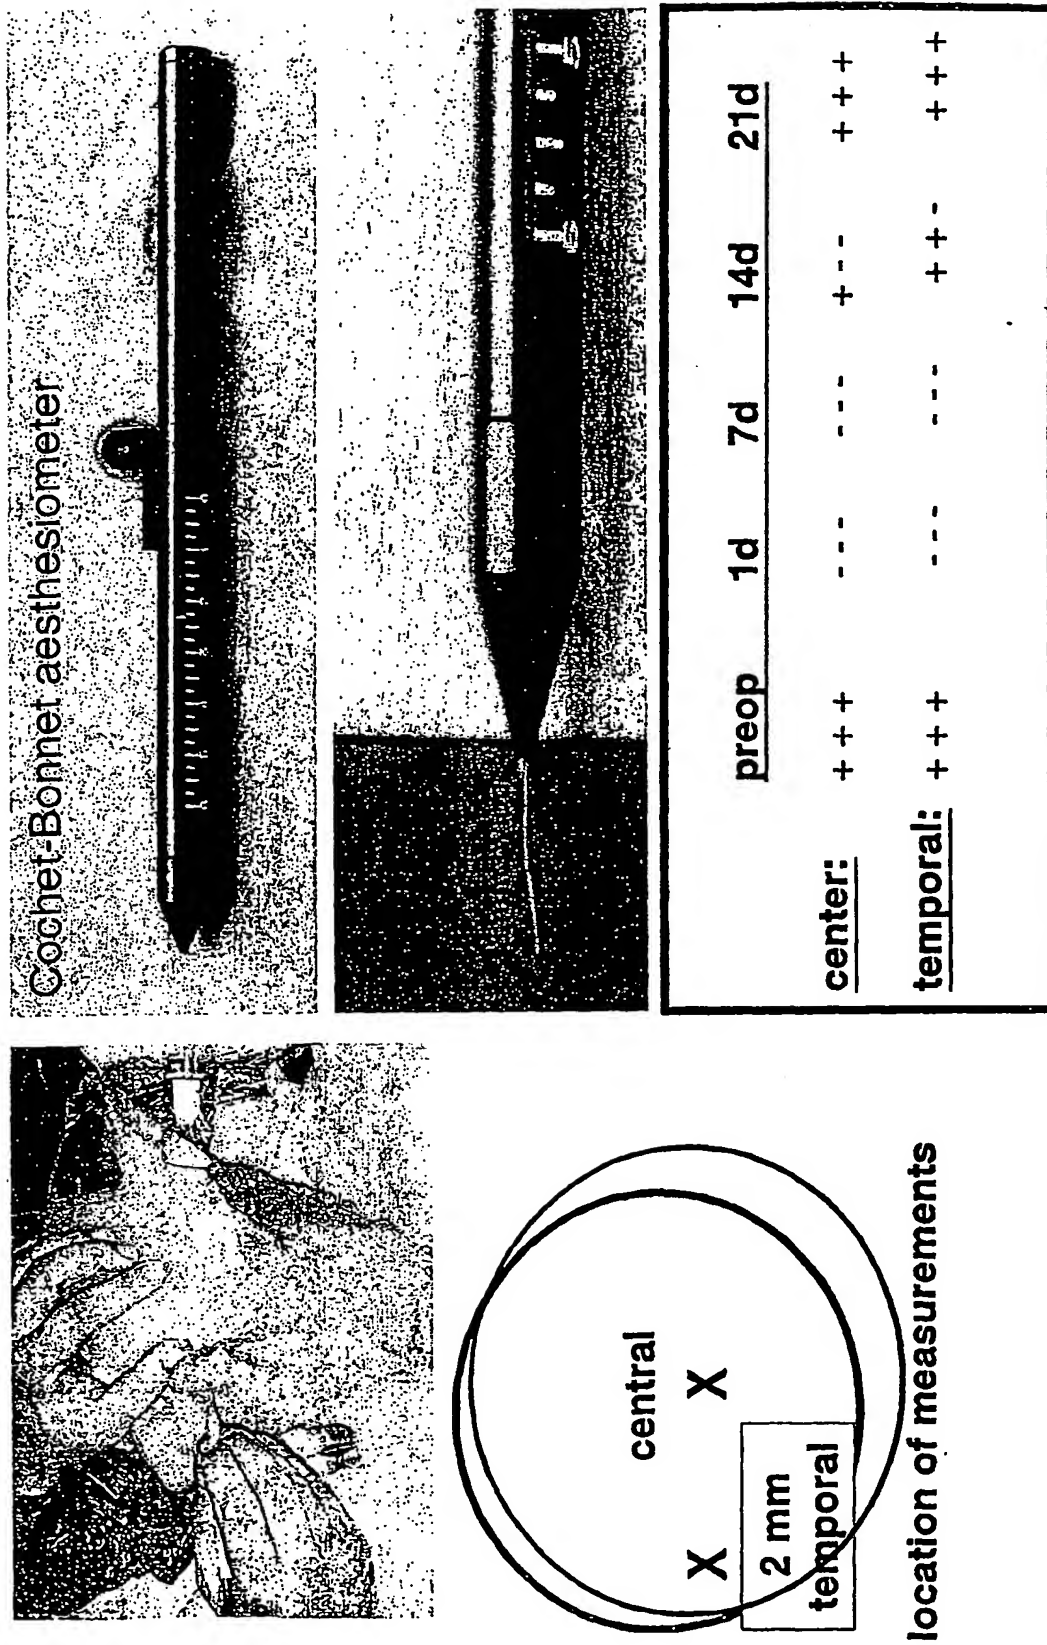 Cochet-Bonnet aesthesiometer
central
X X
2 mm
temporal
location of measurements
preop 1d 7d 14d 21d
center: +++ --- --- +-- +++
temporal: +++ --- --- ++- +++